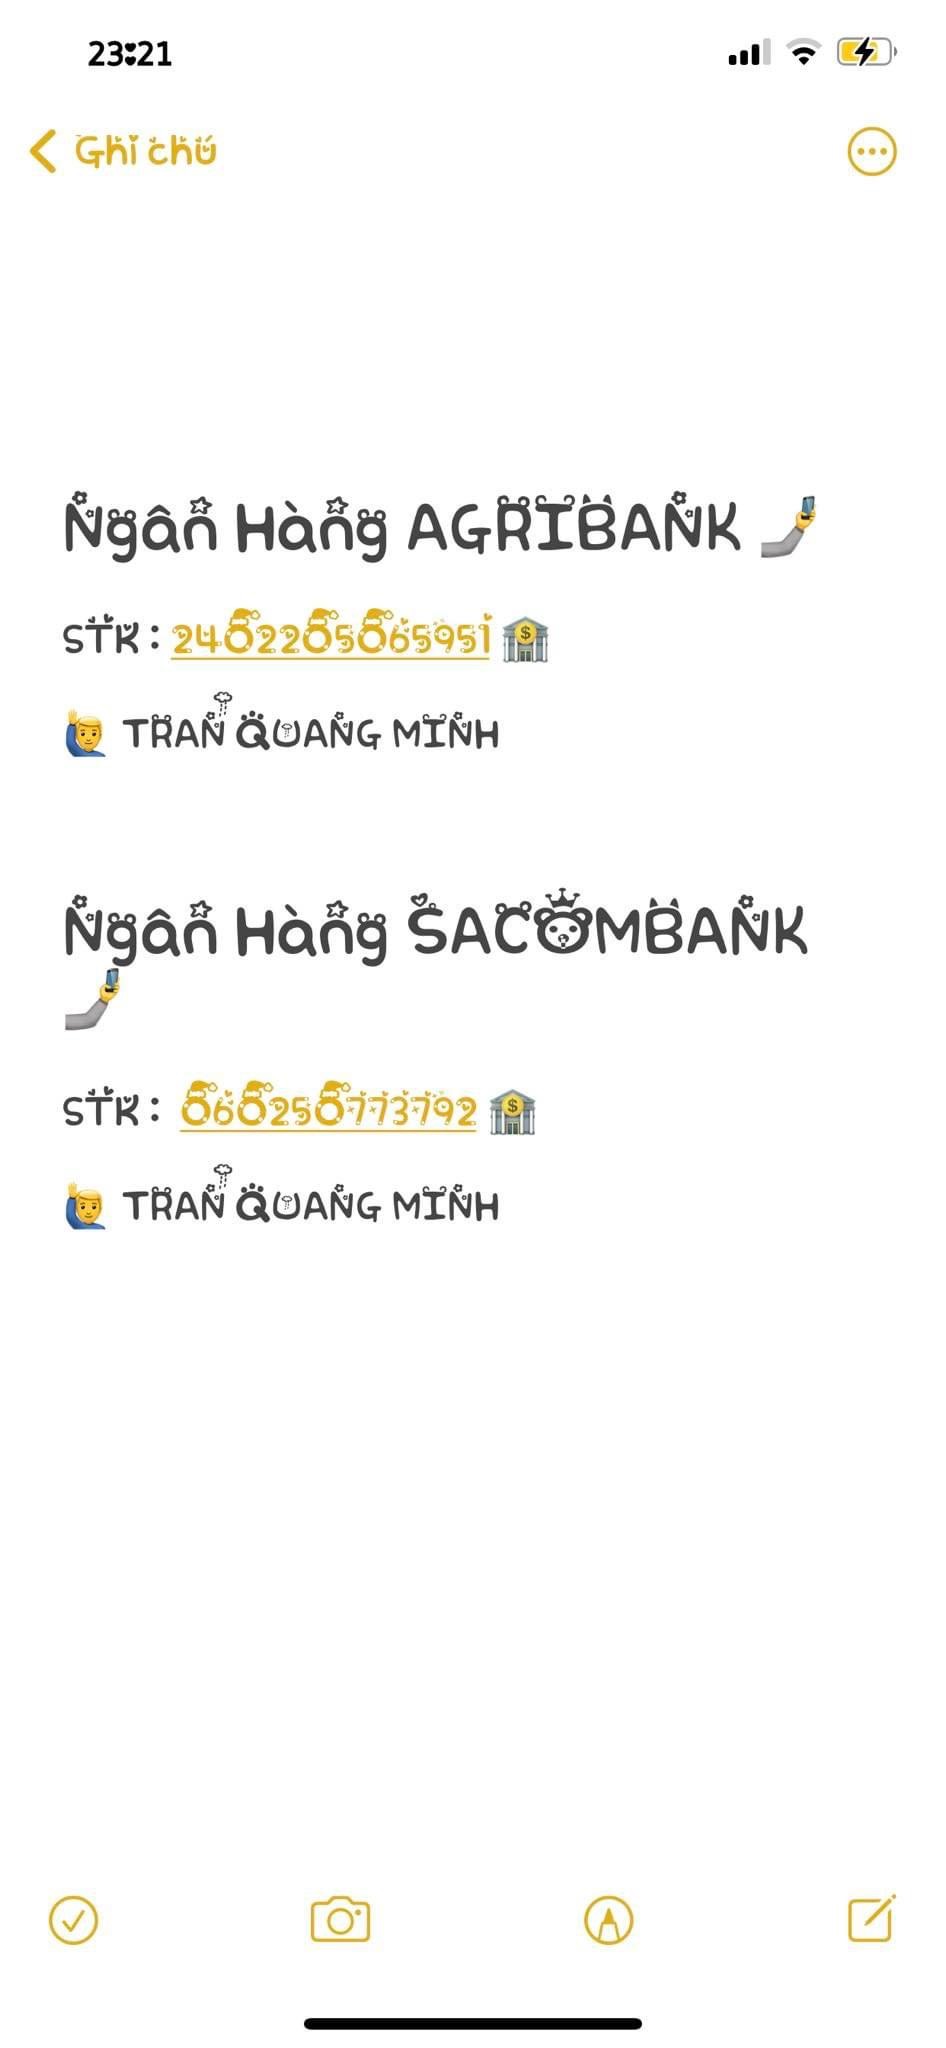 23:21
Ghi chú
Ngân Hàng AGRIBANK 🤳
STK : 2402205065951 🏦
🙋‍♂️ TRAN QUANG MINH
Ngân Hàng SACOMBANK
🤳
STK : 060250773792 🏦
🙋‍♂️ TRAN QUANG MINH